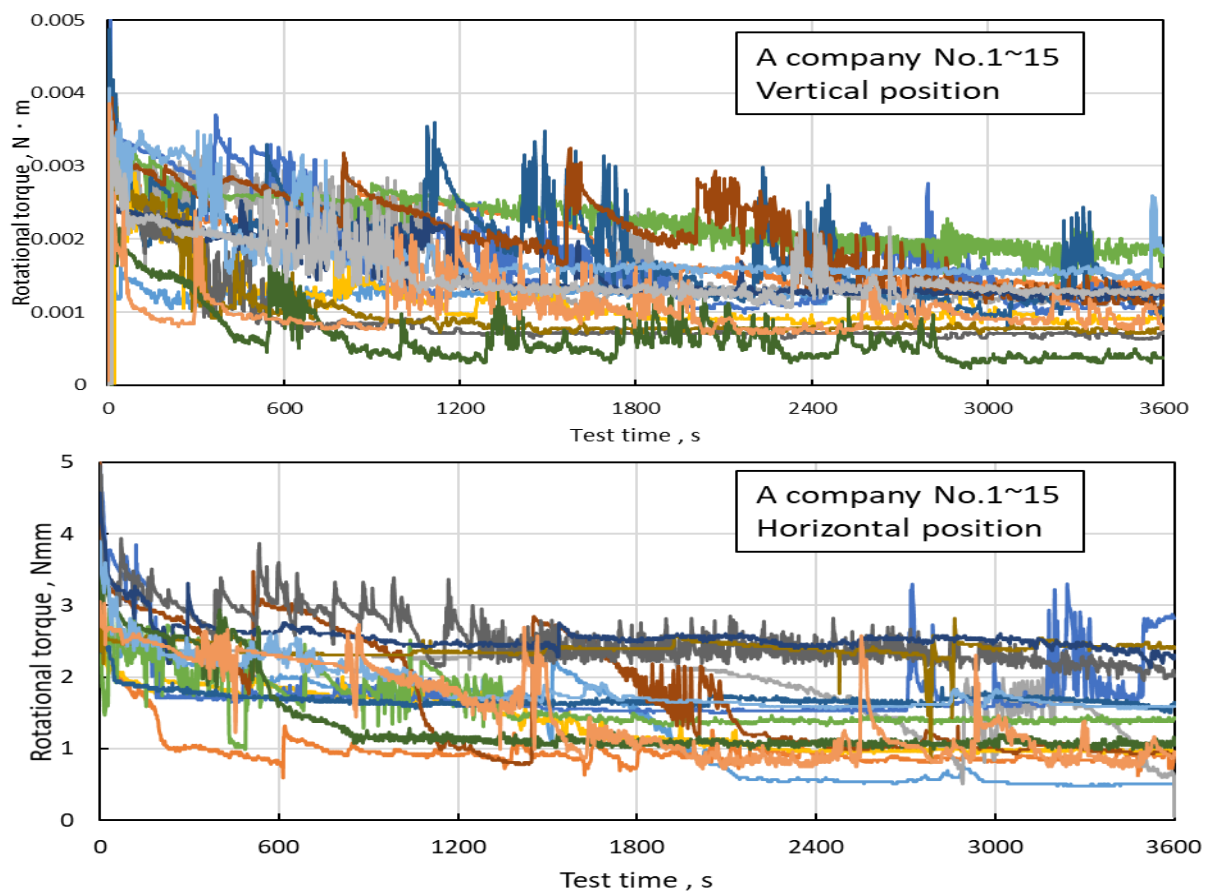 0.005
0.004
0.003
0.002
0.001
0
Rotational torque, N・m
A company No.1~15
Vertical position
0 600 1200 1800 2400 3000 3600
Test time , s
5
4
3
2
1
0
Rotational torque , Nmm
A company No.1~15
Horizontal position
0 600 1200 1800 2400 3000 3600
Test time , s